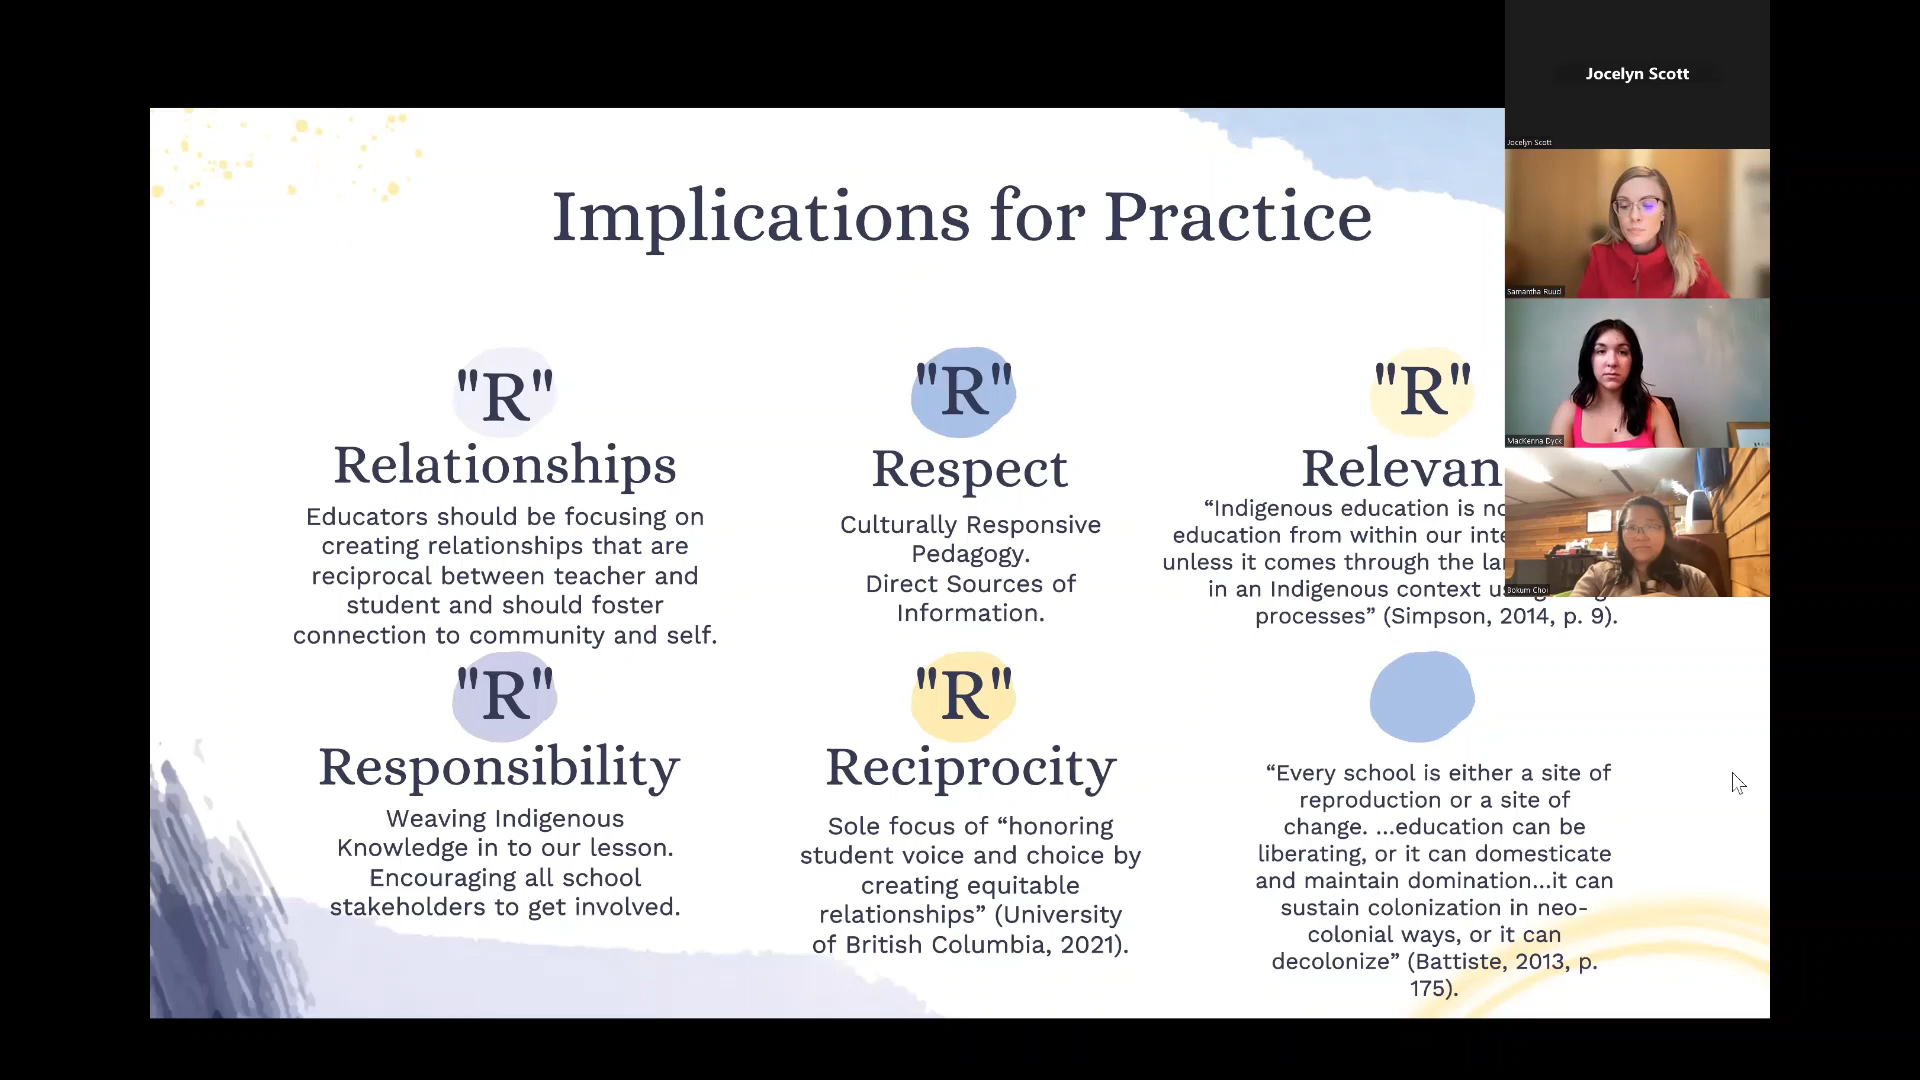 Jocelyn Scott
Jocelyn Scott
Samantha Ruud
MacKenna Dyck
Bokum Choi
Implications for Practice
"R"
Relationships
Educators should be focusing on
creating relationships that are
reciprocal between teacher and
student and should foster
connection to community and self.
"R"
Respect
Culturally Responsive
Pedagogy.
Direct Sources of
Information.
"R"
Relevan
“Indigenous education is
education from within our
unless it comes through the
in an Indigenous context
processes” (Simpson, 2014, p. 9).
"R"
Responsibility
Weaving Indigenous
Knowledge in to our lesson.
Encouraging all school
stakeholders to get involved.
"R"
Reciprocity
Sole focus of “honoring
student voice and choice by
creating equitable
relationships” (University
of British Columbia, 2021).
“Every school is either a site of
reproduction or a site of
change. ...education can be
liberating, or it can domesticate
and maintain domination...it can
sustain colonization in neo-
colonial ways, or it can
decolonize” (Battiste, 2013, p.
175).